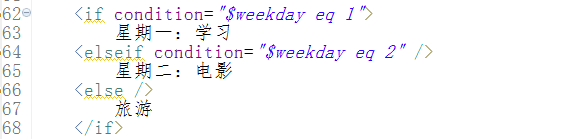 62 <if condition="$weekday eq 1">
63 星期一：学习
64 <elseif condition="$weekday eq 2" />
65 星期二：电影
66 <else />
67 旅游
68 </if>